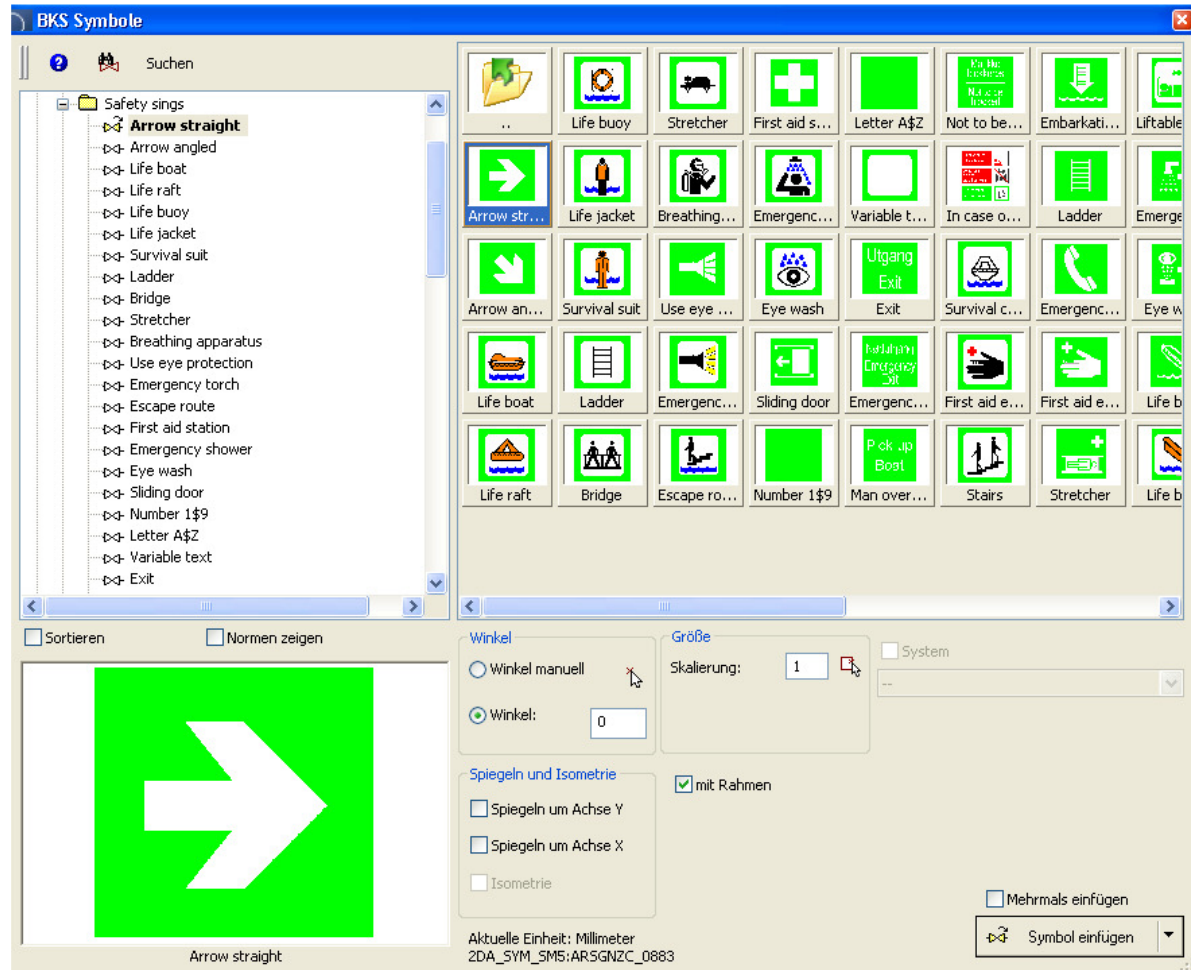 BKS Symbole
Suchen
Safety sings
Arrow straight
Arrow angled
Life boat
Life raft
Life buoy
Life jacket
Survival suit
Ladder
Bridge
Stretcher
Breathing apparatus
Use eye protection
Emergency torch
Escape route
First aid station
Emergency shower
Eye wash
Sliding door
Number 1$9
Letter A$Z
Variable text
Exit
Sortieren
Normen zeigen
Arrow straight
..
Life buoy
Stretcher
First aid s...
Letter A$Z
Not to be...
Embarkati...
Liftable
Arrow str...
Life jacket
Breathing...
Emergenc...
Variable t...
In case o...
Ladder
Emerge
Utgang
Exit
Arrow an...
Survival suit
Use eye ...
Eye wash
Exit
Survival c...
Emergenc...
Eye w
Emergency
Life boat
Ladder
Emergenc...
Sliding door
Emergenc...
First aid e...
First aid e...
Life b
Pick up
Boat
Life raft
Bridge
Escape ro...
Number 1$9
Man over...
Stairs
Stretcher
Life b
Winkel
Winkel manuell
Winkel:
0
Größe
Skalierung:
1
System
--
Spiegeln und Isometrie
Spiegeln um Achse Y
Spiegeln um Achse X
Isometrie
mit Rahmen
Mehrmals einfügen
Symbol einfügen
Aktuelle Einheit: Millimeter
2DA_SYM_SM5:ARSGNZC_0883